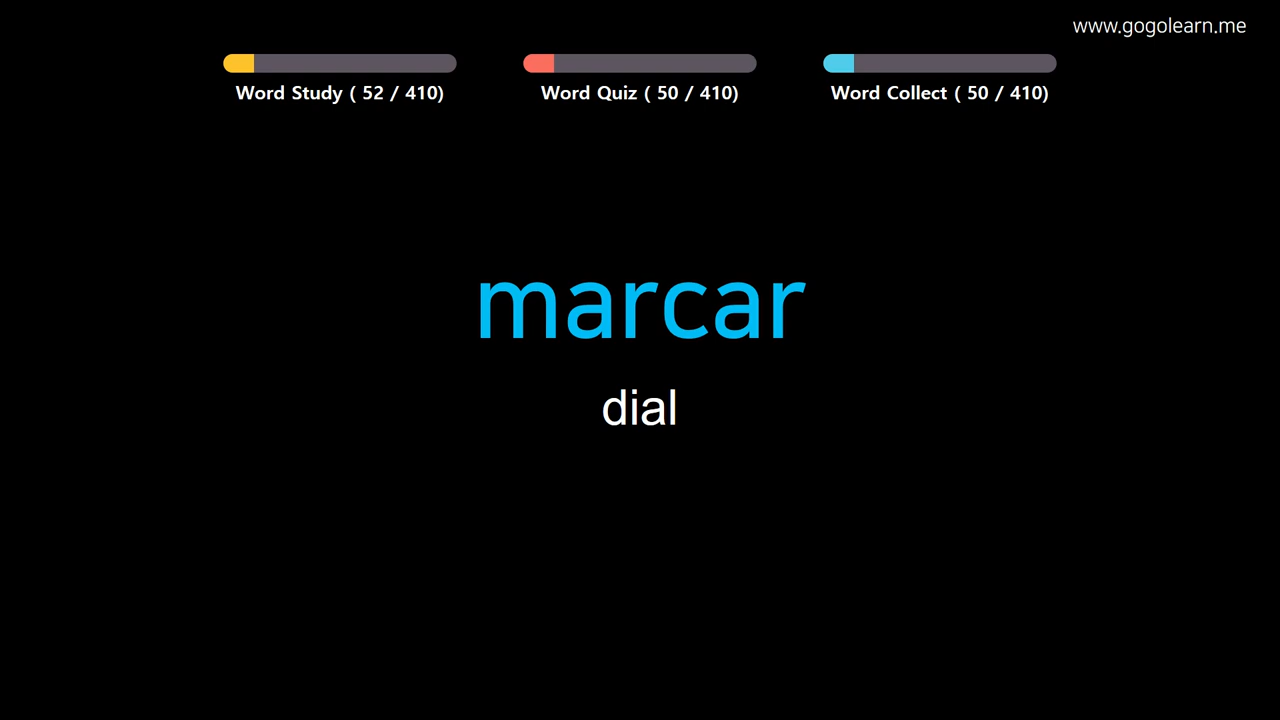 www.gogolearn.me
Word Study ( 52 / 410)
Word Quiz ( 50 / 410)
Word Collect ( 50 / 410)
marcar
dial